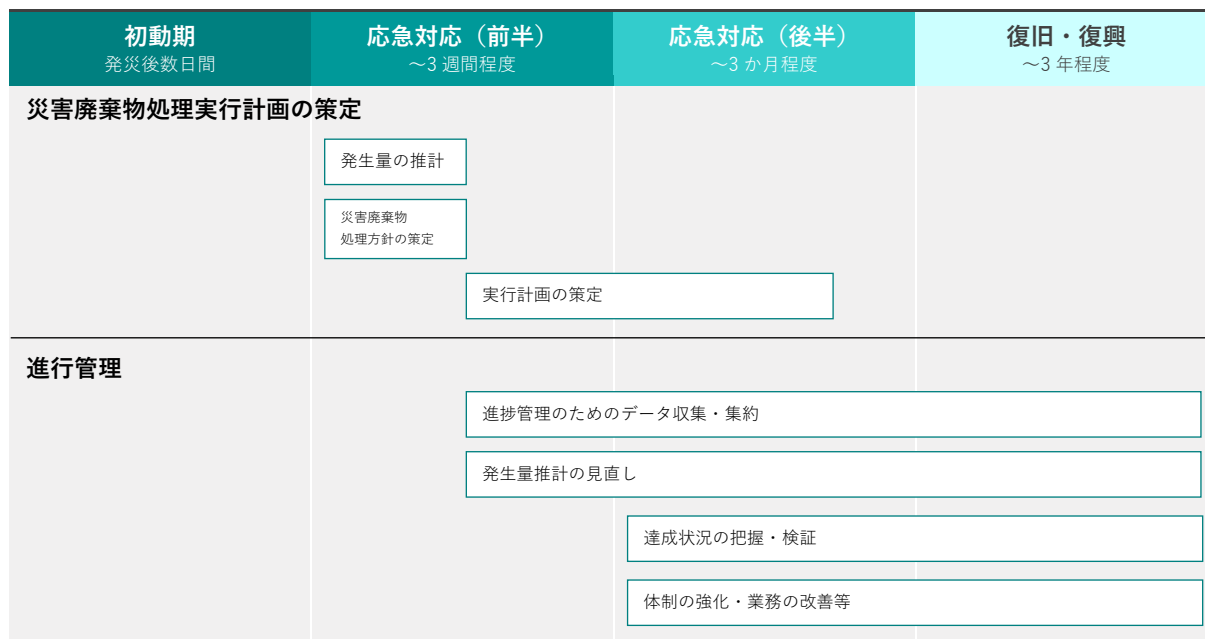 初動期
発災後数日間
応急対応（前半）
～3 週間程度
応急対応（後半）
～3 か月程度
復旧・復興
～3 年程度
災害廃棄物処理実行計画の策定
発生量の推計
災害廃棄物
処理方針の策定
実行計画の策定
進行管理
進捗管理のためのデータ収集・集約
発生量推計の見直し
達成状況の把握・検証
体制の強化・業務の改善等